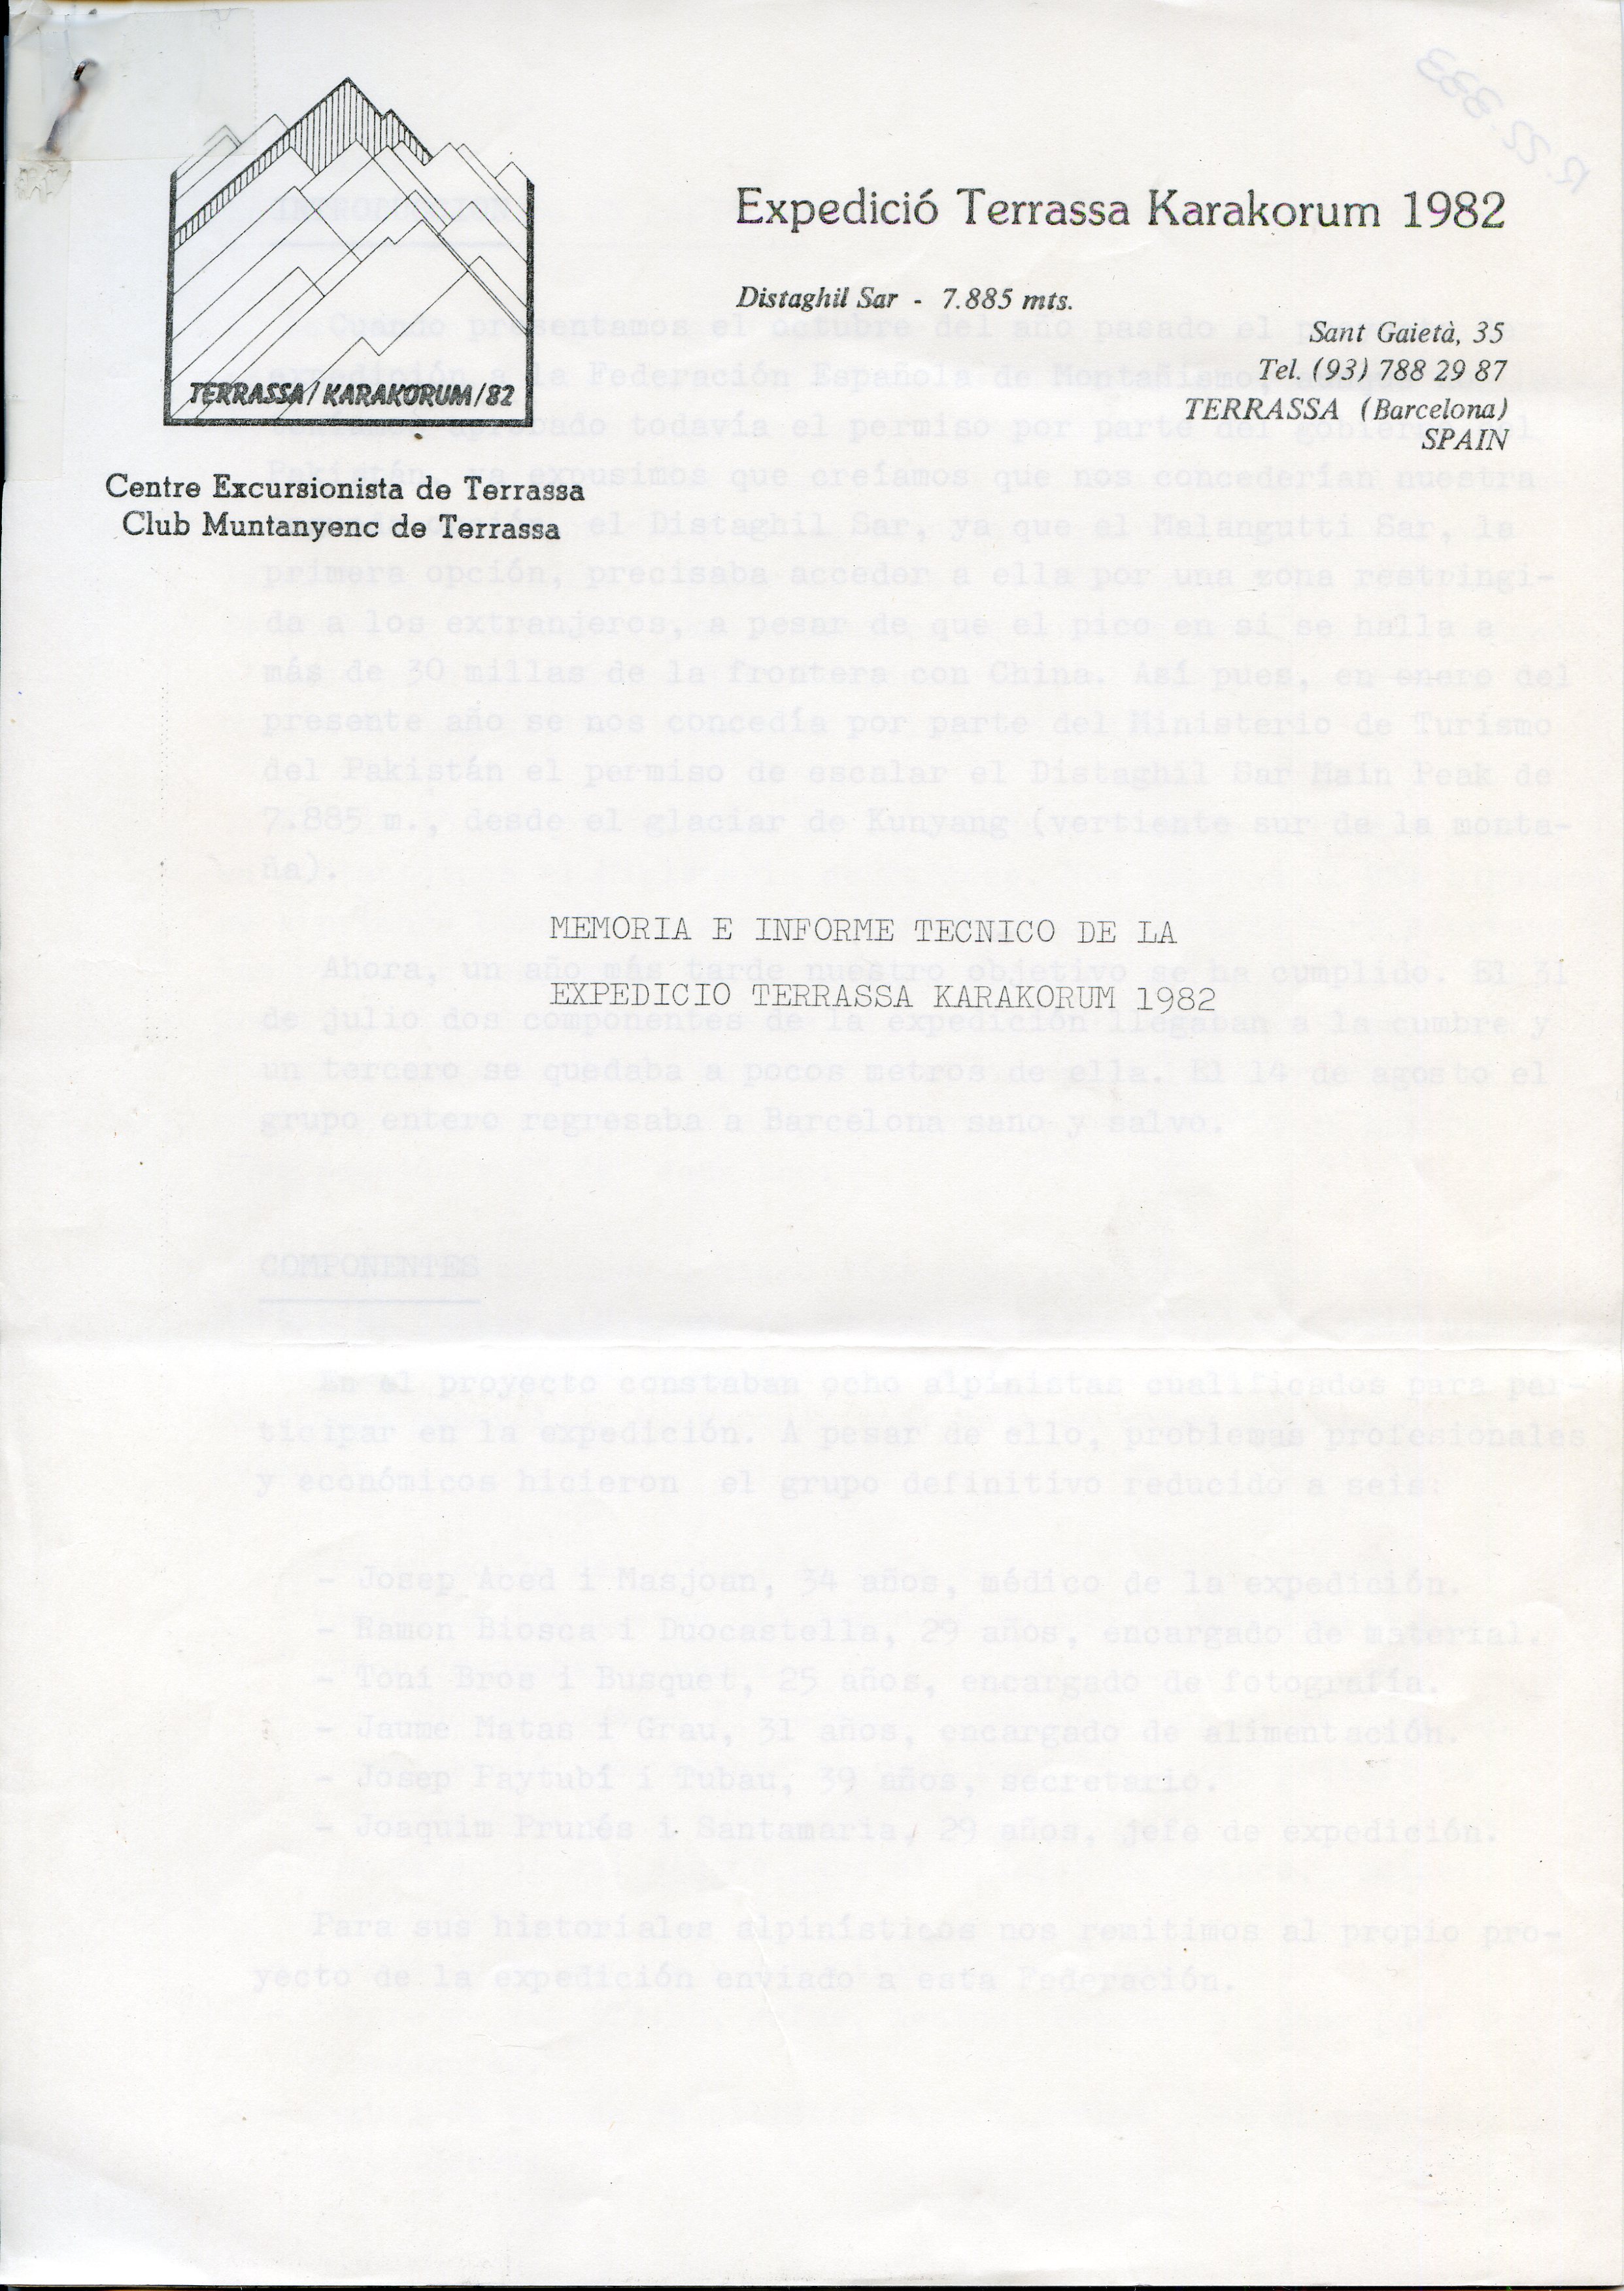 Expedició Terrassa Karakorum 1982
Distaghil Sar - 7.885 mts.
Sant Gaietà, 35
Tel. (93) 788 29 87
TERRASSA (Barcelona)
SPAIN
TERRASSA / KARAKORUM / 82
Centre Excursionista de Terrassa
Club Muntanyenc de Terrassa
MEMORIA E INFORME TECNICO DE LA
EXPEDICIO TERRASSA KARAKORUM 1982
INTRODUCCION
Cuando presentamos el octubre del año pasado el
expedición a la Federación Española de Montañismo,
todavía el permiso por parte del gobierno del
Pakistán, ya expusimos que creíamos que nos concederían nuestra
el Distaghil Sar, ya que el Malangutti Sar, la
primera opción, precisaba acceder a ella por una zona restringi-
da a los extranjeros, a pesar de que el pico en si se halla a
más de 30 millas de la frontera con China. Así pues, en enero del
presente año se nos concedía por parte del Ministerio de Turismo
del Pakistán el permiso de escalar el Distaghil Sar Main Peak de
7.885 m., desde el glaciar de Kunyang (vertiente sur de la monta-
ña).
Ahora, un año más tarde nuestro objetivo se ha cumplido. El 31
de julio dos componentes de la expedición llegaban a la cumbre y
un tercero se quedaba a pocos metros de ella. El 14 de agosto el
grupo entero regresaba a Barcelona sano y salvo.
COMPONENTES
En el proyecto constaban ocho alpinistas cualificados para par-
ticipar en la expedición. A pesar de ello, problemas profesionales
y económicos hicieron el grupo definitivo reducido a seis:
- Josep Aced i Masjoan, 34 años, médico de la expedición.
- Ramon Biosca i Duocastella, 29 años, encargado de material.
- Toni Bros i Busquet, 25 años, encargado de fotografía.
- Jaume Matas i Grau, 31 años, encargado de alimentación.
- Josep Paytubí i Tubau, 39 años, secretario.
- Joaquim Prunés i Santamaria, 29 años, jefe de expedición.
Para sus historiales alpinísticos nos remitimos al propio pro-
yecto de la expedición enviado a esta Federación.